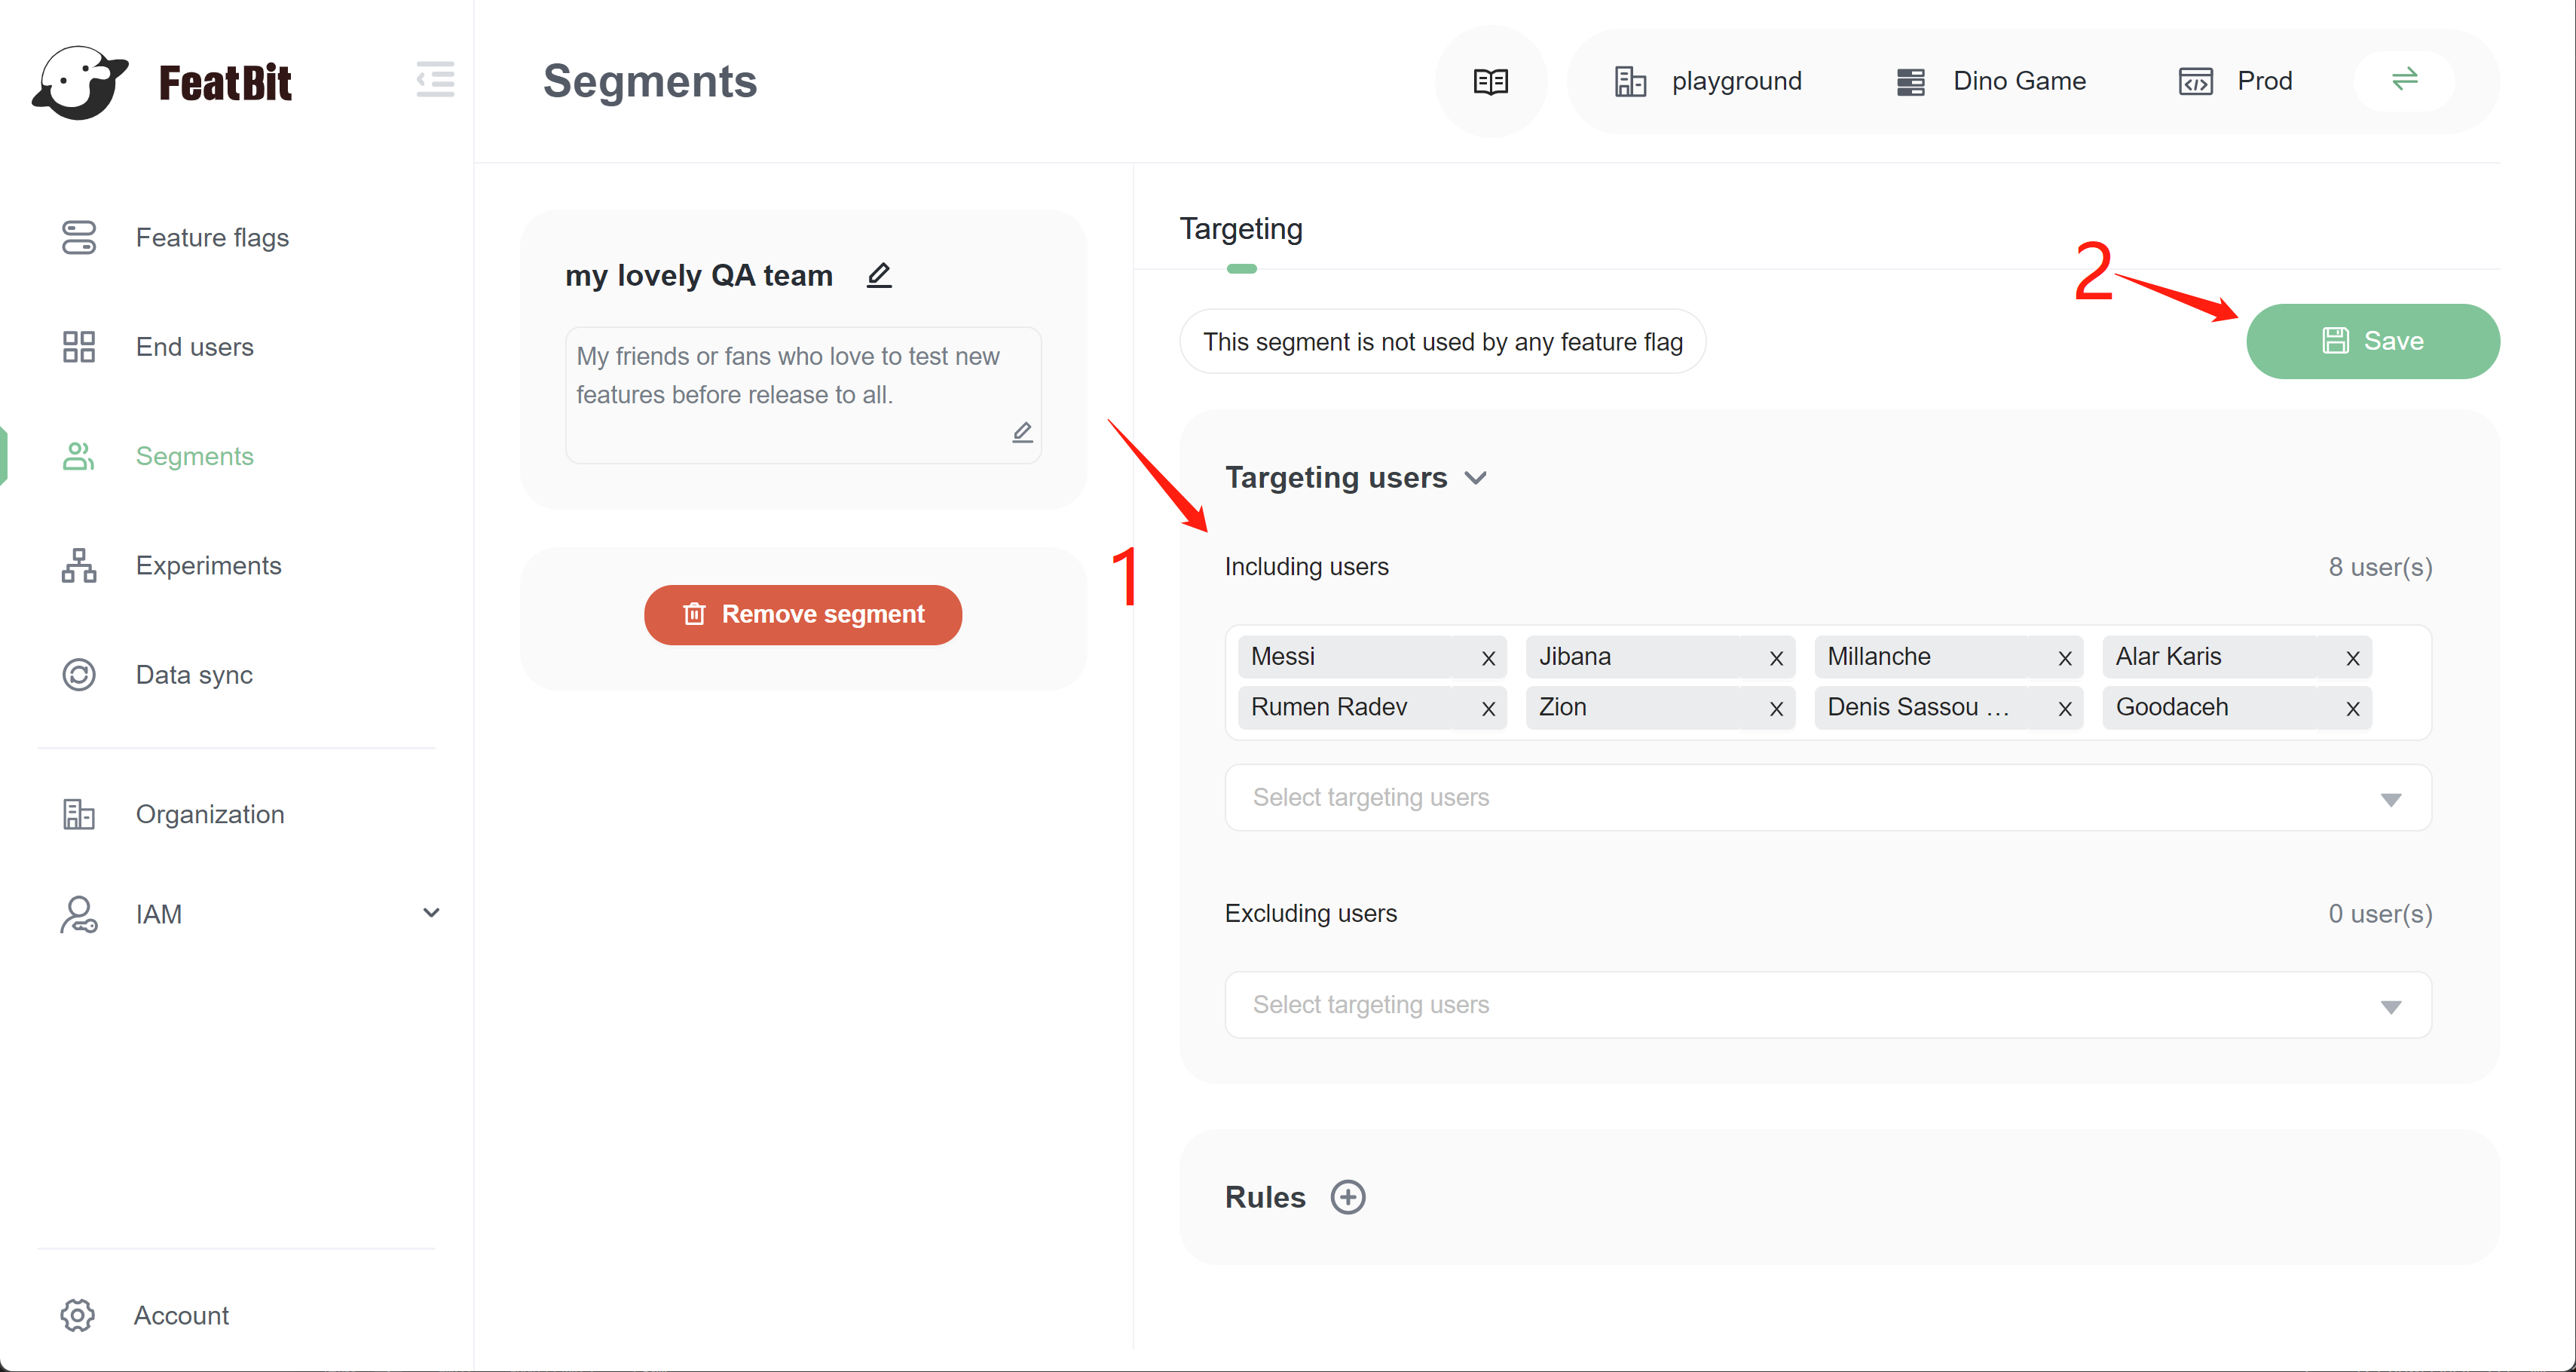 FeatBit
Segments
playground
Dino Game
Prod
Feature flags
End users
Segments
Experiments
Data sync
Organization
IAM
Account
my lovely QA team
My friends or fans who love to test new
features before release to all.
Remove segment
Targeting
This segment is not used by any feature flag
2
Save
1
Targeting users
Including users
8 user(s)
Messi x Jibana x Millanche x Alar Karis x
Rumen Radev x Zion x Denis Sassou ... x Goodaceh x
Select targeting users
Excluding users
0 user(s)
Select targeting users
Rules